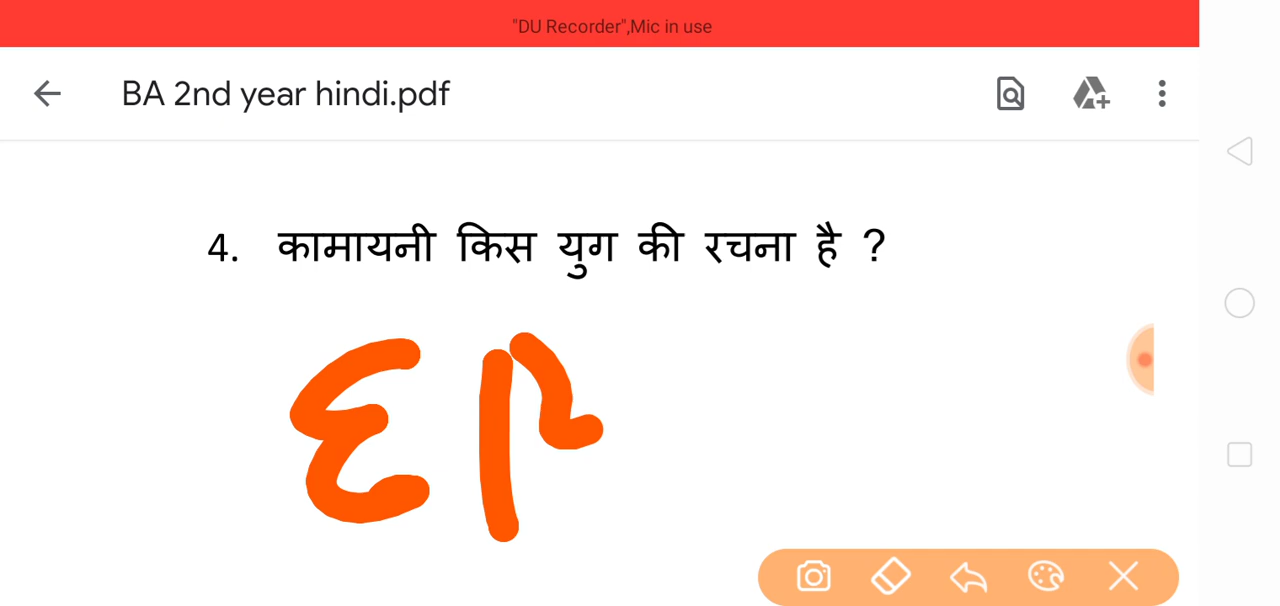 "DU Recorder",Mic in use
BA 2nd year hindi.pdf
4. कामायनी किस युग की रचना है ?